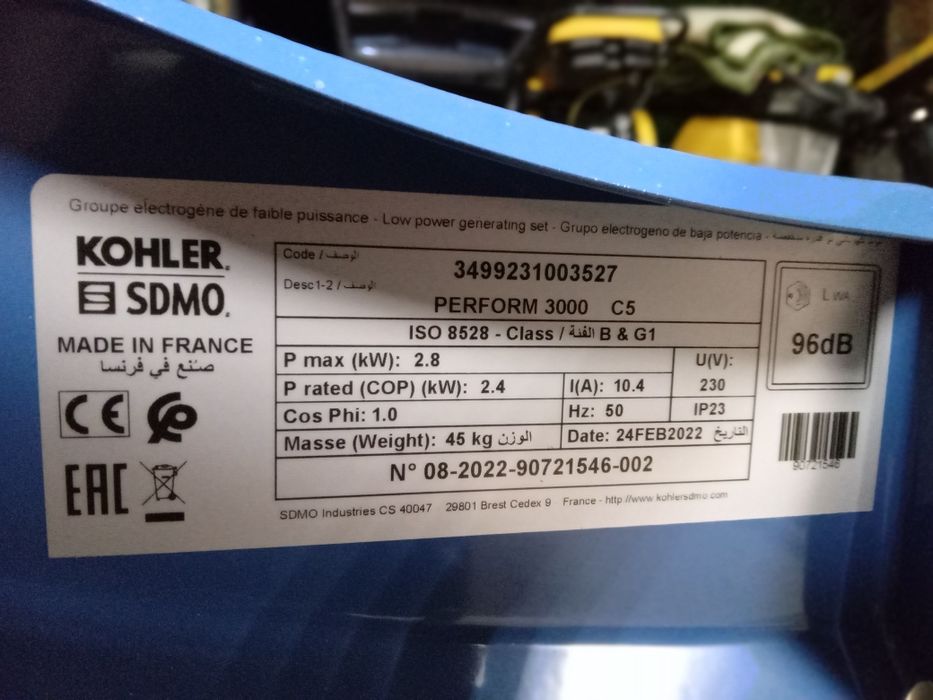 Groupe électrogène de faible puissance - Low power generating set - Grupo electrogeno de baja potencia -
KOHLER.
SDMO.
MADE IN FRANCE
صنع في فرنسا
CE
EAC
Code / الوصف
3499231003527
Desc1-2 / الوصف
PERFORM 3000 C5
ISO 8528 - Class / الفئة B & G1
P max (kW): 2.8
U(V):
P rated (COP) (kW): 2.4
I(A): 10.4
230
Cos Phi: 1.0
Hz: 50
IP23
Masse (Weight): 45 kg الوزن
Date: 24FEB2022 التاريخ
N° 08-2022-90721546-002
SDMO Industries CS 40047 29801 Brest Cedex 9 France - http://www.kohlersdmo.com
L WA
96dB
90721546